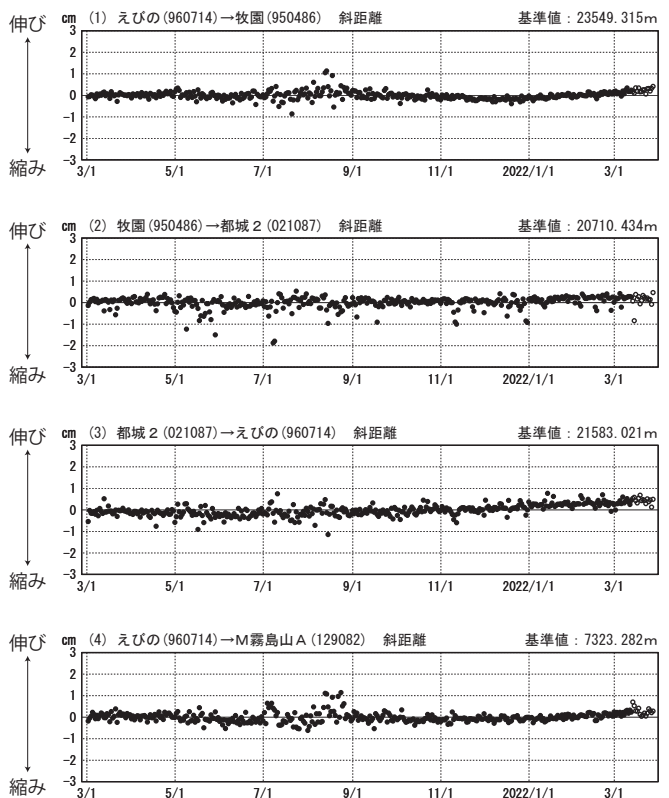 伸び cm (1) えびの(960714)→牧園(950486) 斜距離 基準値：23549.315m
3
2
1
0
-1
-2
縮み -3
3/1 5/1 7/1 9/1 11/1 2022/1/1 3/1
伸び cm (2) 牧園(950486)→都城２(021087) 斜距離 基準値：20710.434m
3
2
1
0
-1
-2
縮み -3
3/1 5/1 7/1 9/1 11/1 2022/1/1 3/1
伸び cm (3) 都城２(021087)→えびの(960714) 斜距離 基準値：21583.021m
3
2
1
0
-1
-2
縮み -3
3/1 5/1 7/1 9/1 11/1 2022/1/1 3/1
伸び cm (4) えびの(960714)→Ｍ霧島山Ａ(129082) 斜距離 基準値：7323.282m
3
2
1
0
-1
-2
縮み -3
3/1 5/1 7/1 9/1 11/1 2022/1/1 3/1